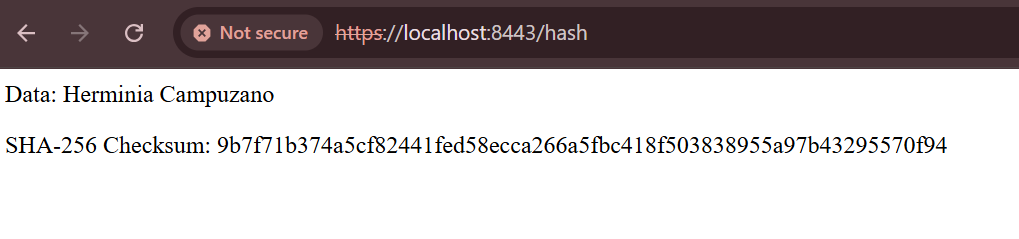 Not secure https://localhost:8443/hash
Data: Herminia Campuzano
SHA-256 Checksum: 9b7f71b374a5cf82441fed58ecca266a5fbc418f503838955a97b43295570f94